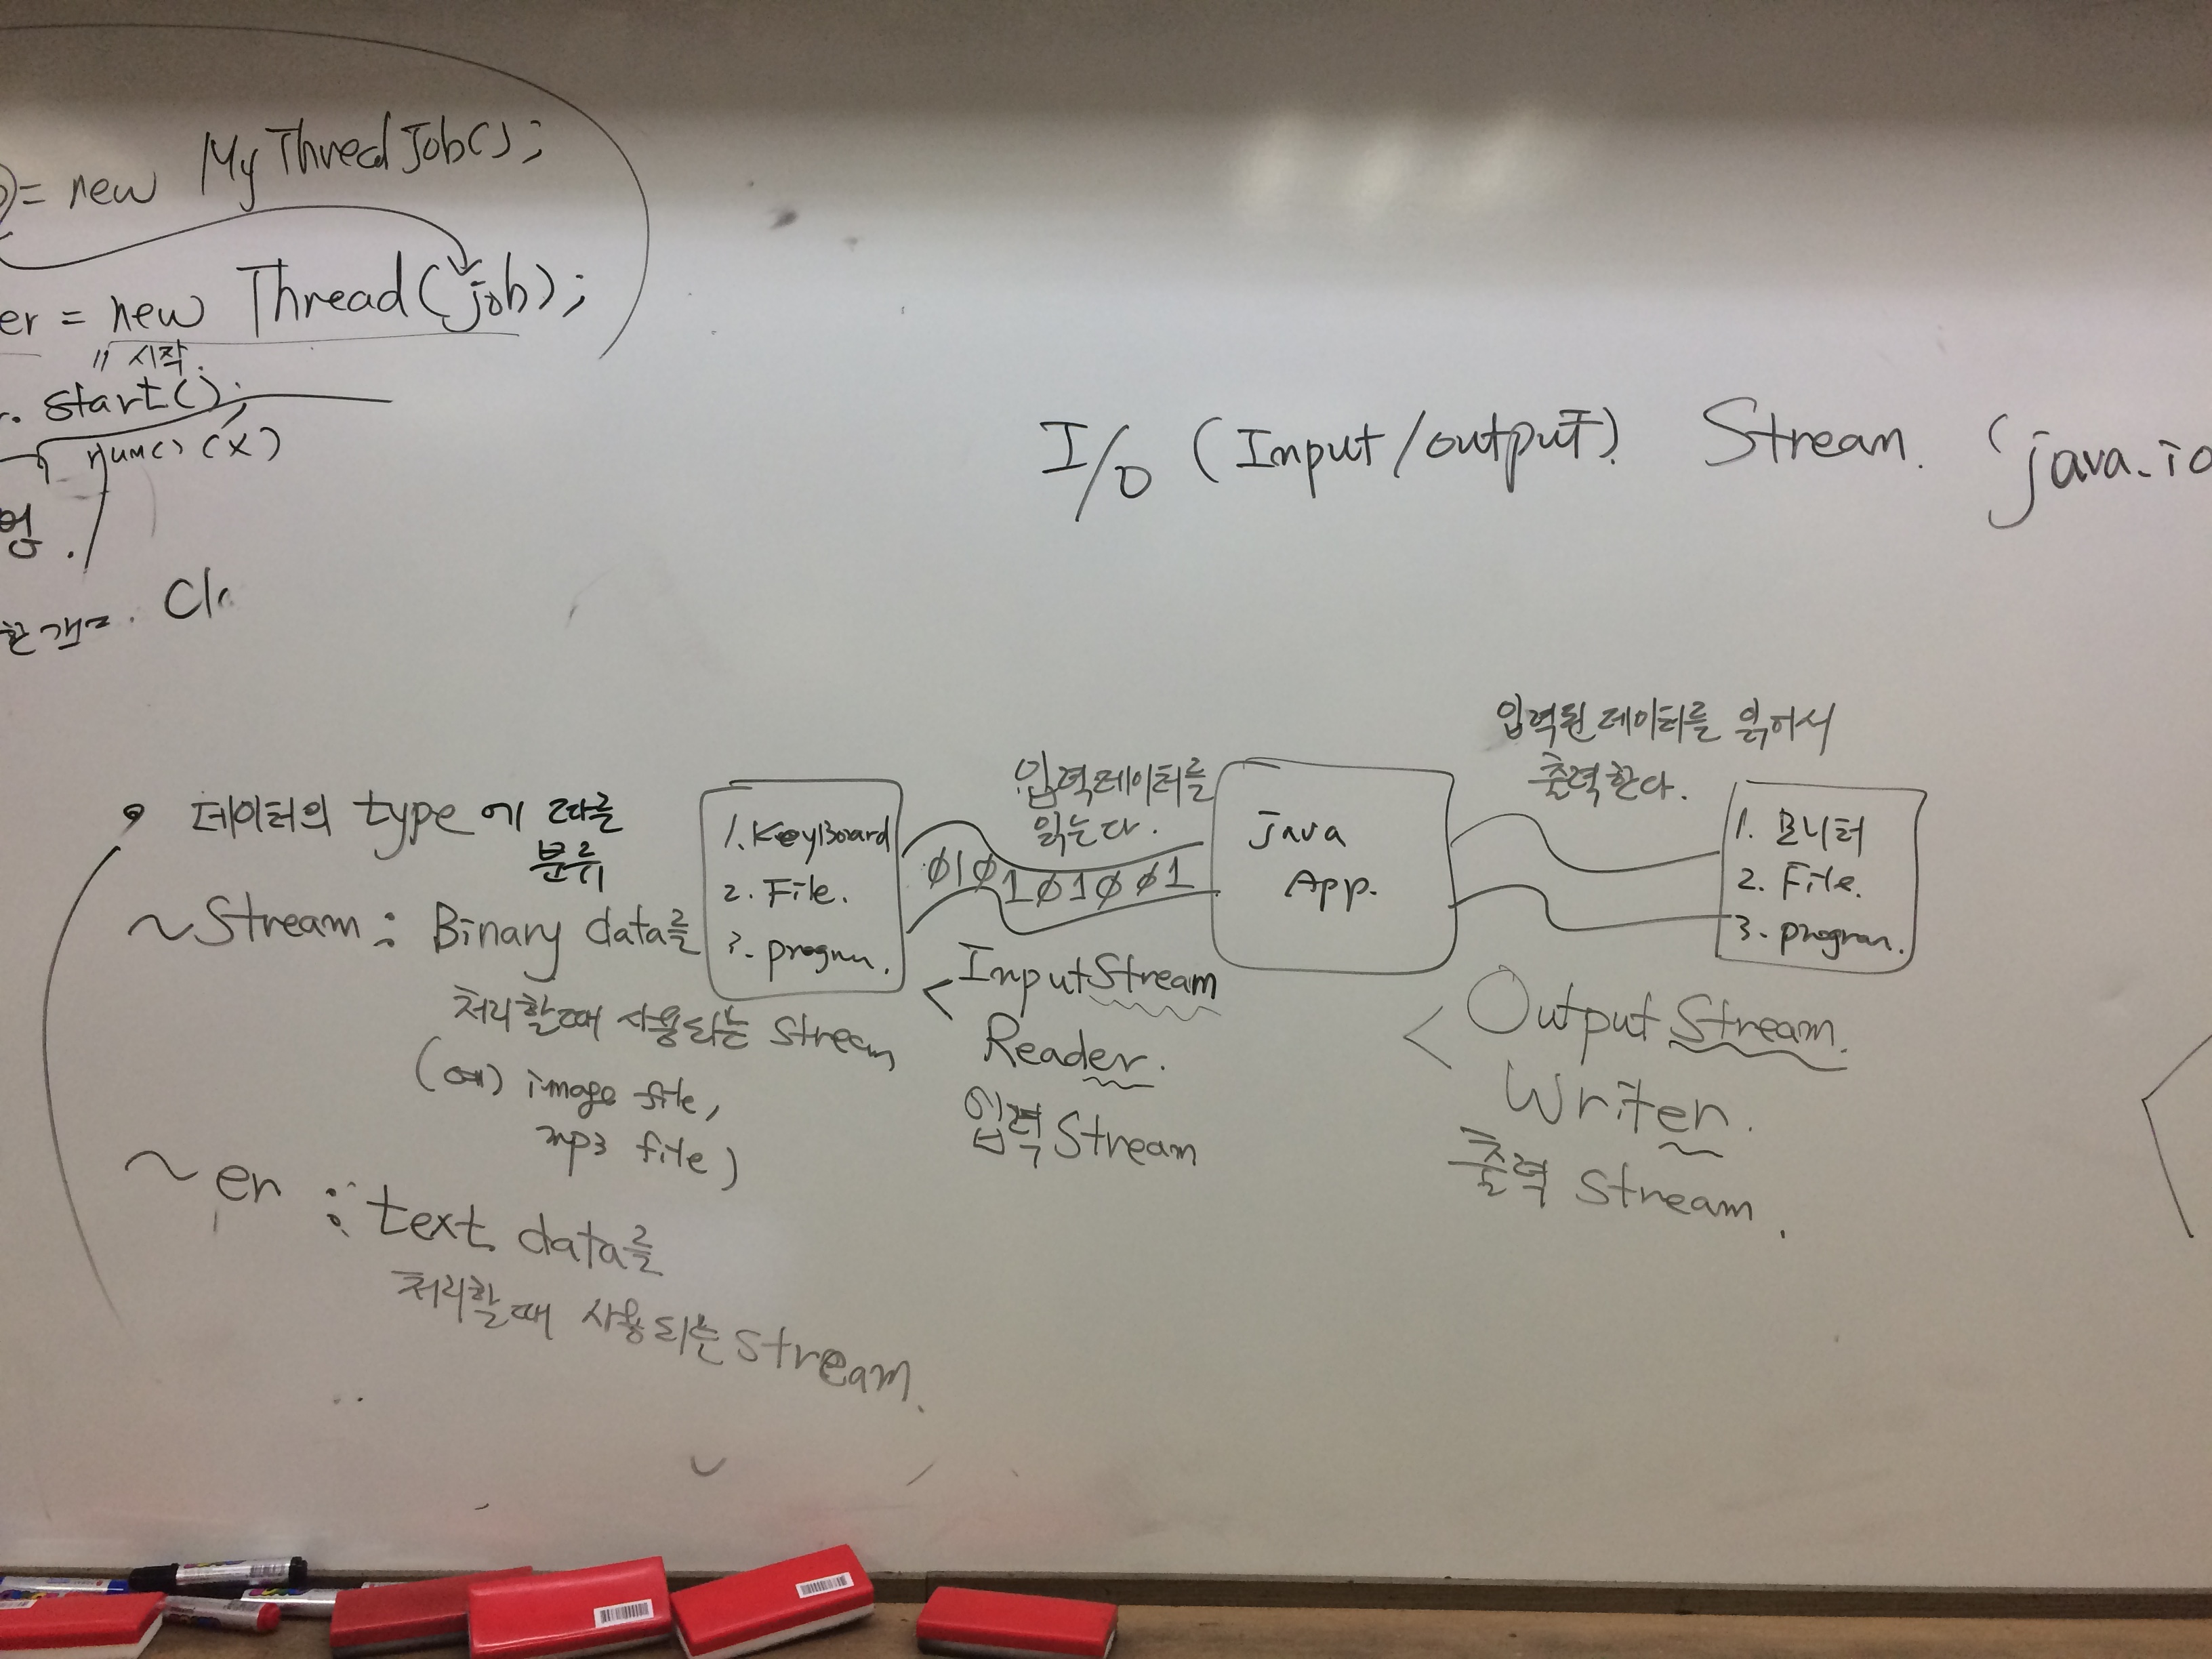 = new MyThredJob();
er = new Thread(job);
// 시작.
. start();
run() (X)
Cl
I/O (Input/output). Stream. (java.io
• 데이터의 type에 따른
분류
~Stream : Binary data를
처리할때 사용되는 Stream
(예) image file,
mp3 file)
~er : text data를
처리할때 사용되는 Stream.
1. KeyBoard
2. File.
3. program.
입력데이터를
읽는다.
010101001
< InputStream
Reader.
입력 Stream
java
App.
입력된 데이터를 읽어서
출력한다.
1. 모니터
2. File.
3. program.
< OutputStream.
Writer.
출력 Stream.